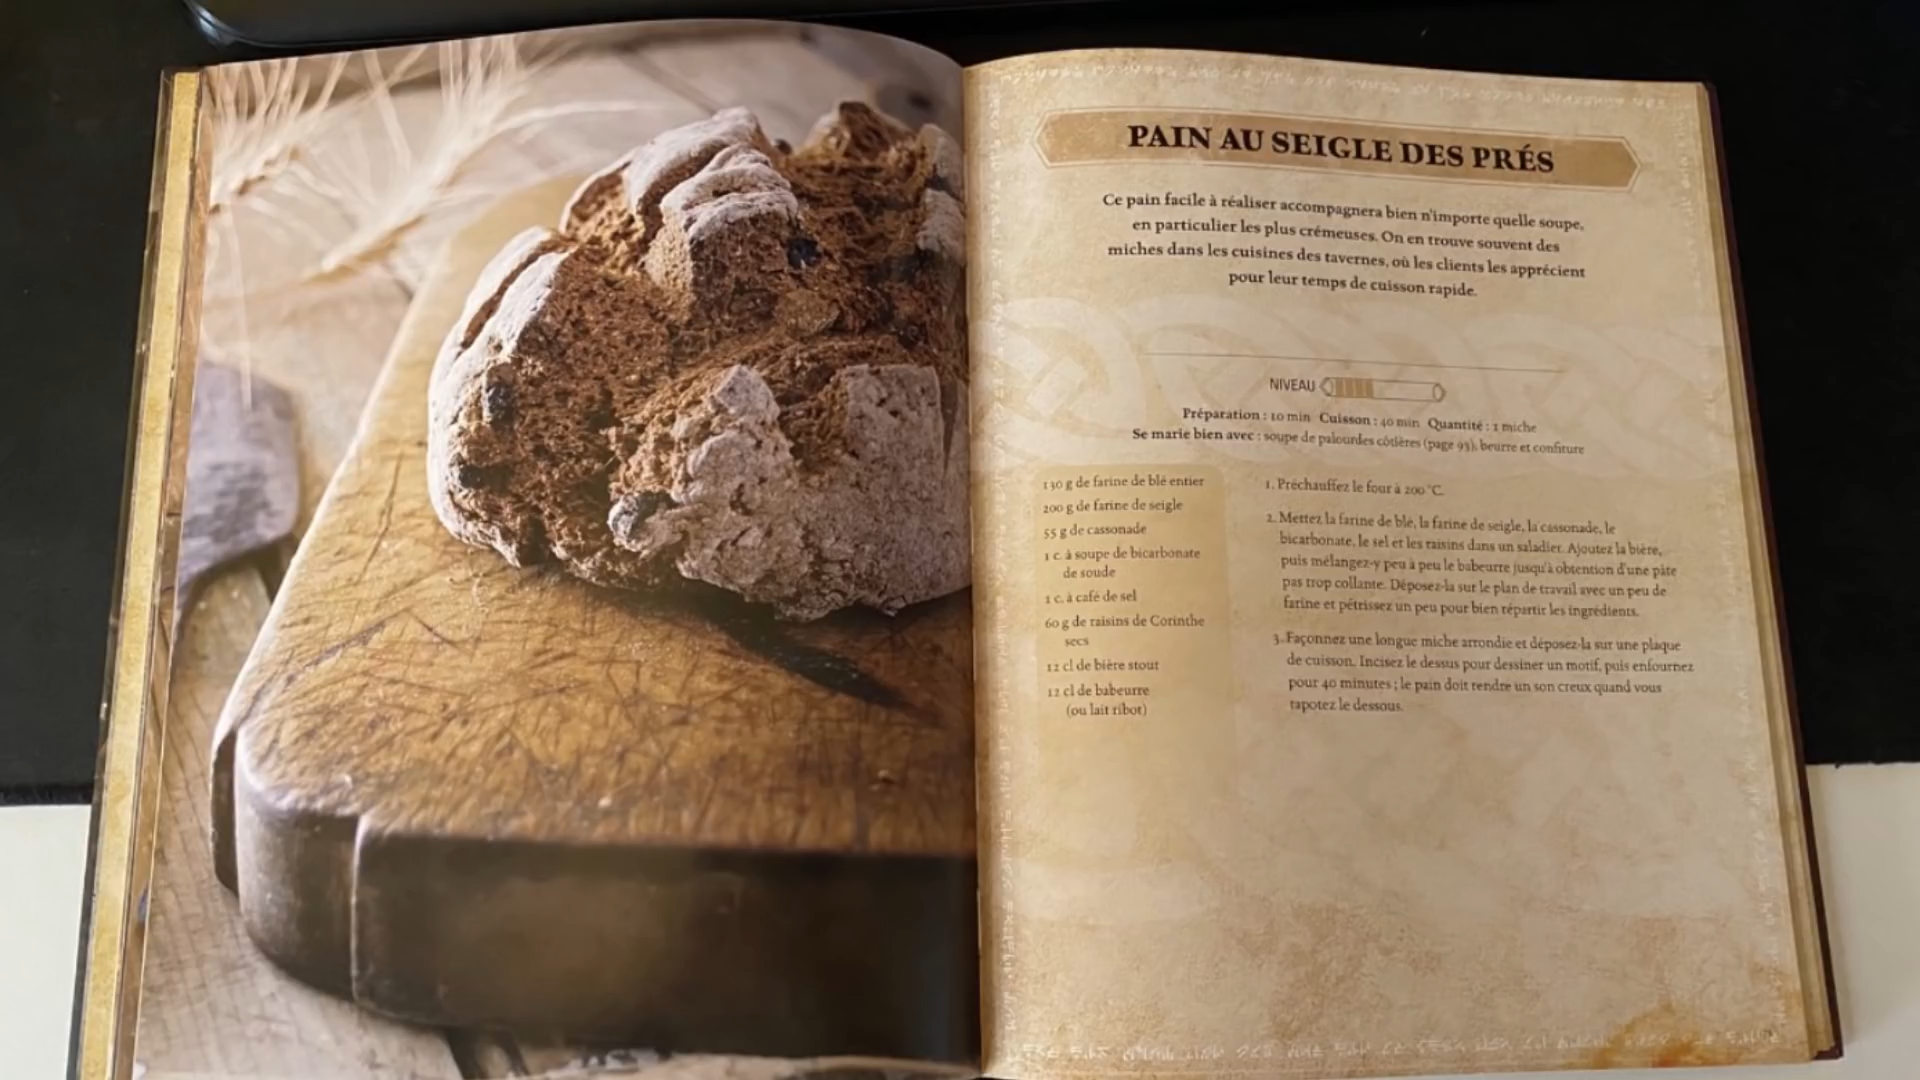 PAIN AU SEIGLE DES PRÉS
Ce pain facile à réaliser accompagnera bien n'importe quelle soupe,
en particulier les plus crémeuses. On en trouve souvent des
miches dans les cuisines des tavernes, où les clients les apprécient
pour leur temps de cuisson rapide.
NIVEAU
Préparation : 10 min Cuisson : 40 min Quantité : 1 miche
Se marie bien avec : soupe de palourdes côtières (page 93), beurre et confiture
130 g de farine de blé entier
200 g de farine de seigle
55 g de cassonade
1 c. à soupe de bicarbonate
de soude
1 c. à café de sel
60 g de raisins de Corinthe
secs
12 cl de bière stout
12 cl de babeurre
(ou lait ribot)
1. Préchauffez le four à 200 °C.
2. Mettez la farine de blé, la farine de seigle, la cassonade, le
bicarbonate, le sel et les raisins dans un saladier. Ajoutez la bière,
puis mélangez-y peu à peu le babeurre jusqu'à obtention d'une pâte
pas trop collante. Déposez-la sur le plan de travail avec un peu de
farine et pétrissez un peu pour bien répartir les ingrédients.
3. Façonnez une longue miche arrondie et déposez-la sur une plaque
de cuisson. Incisez le dessus pour dessiner un motif, puis enfournez
pour 40 minutes ; le pain doit rendre un son creux quand vous
tapotez le dessous.